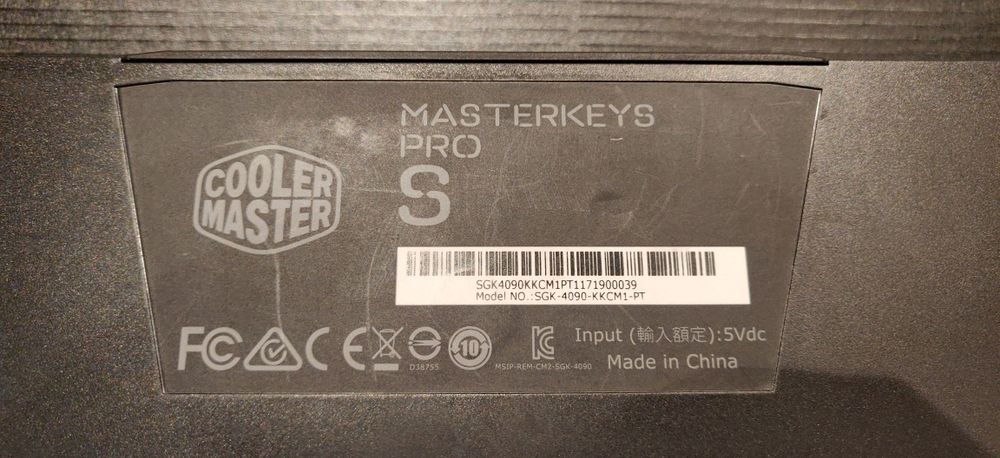 MASTERKEYS
PRO
S
COOLER
MASTER
SGK4090KKCM1PT1171900039
Model NO.:SGK-4090-KKCM1-PT
FC CE D38755 10 MSIP-REM-CM2-SGK-4090
Input (輸入額定):5Vdc
Made in China